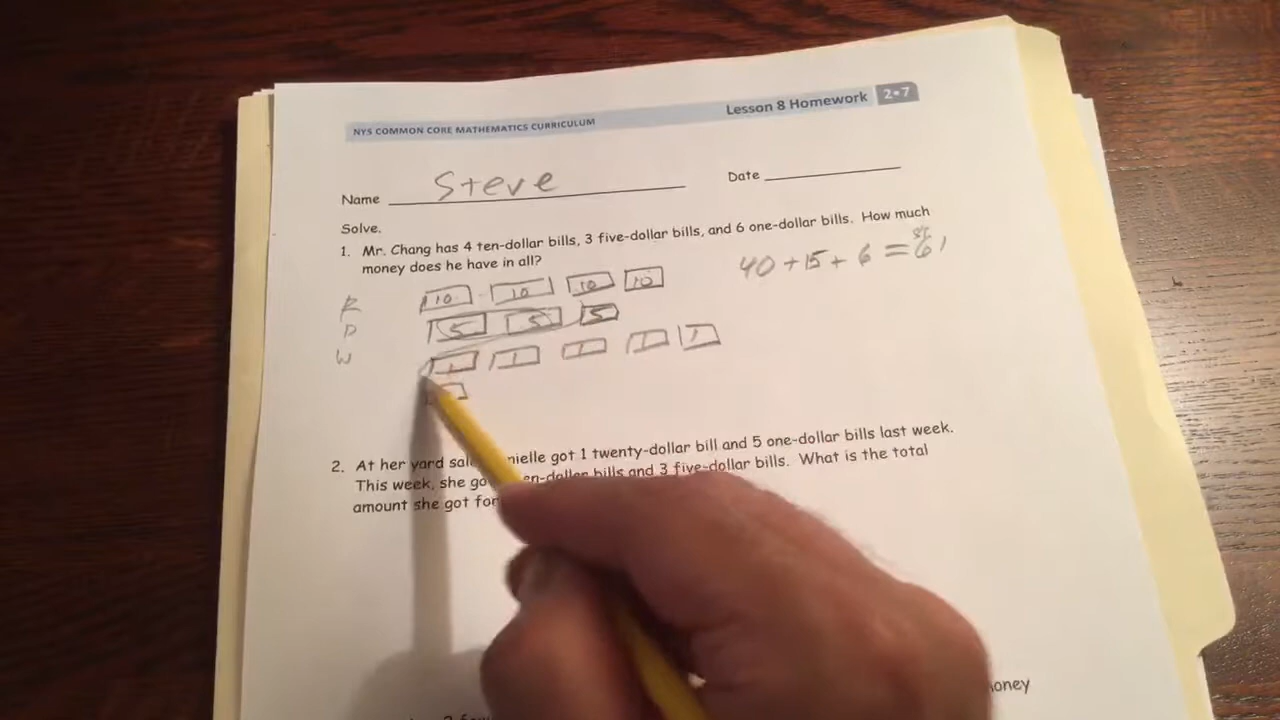 NYS COMMON CORE MATHEMATICS CURRICULUM
Lesson 8 Homework 2•7
Name Steve
Date
Solve.
1. Mr. Chang has 4 ten-dollar bills, 3 five-dollar bills, and 6 one-dollar bills. How much
money does he have in all?
40 + 15 + 6 = 61
R 10 10 10 10
D 5 5 5
W 1 1 1 1 1
2. At her yard
got 1 twenty-dollar bill and 5 one-dollar bills last week.
This week, she
bills and 3 five-dollar bills. What is the total
amount she got for